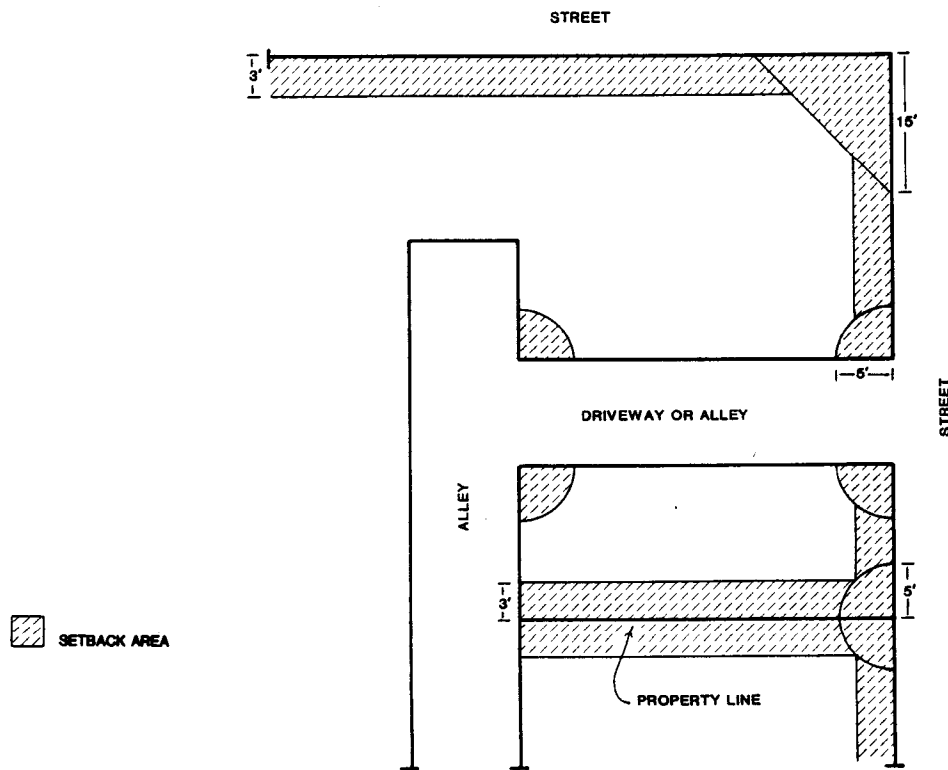 STREET
3'
15'
5'
DRIVEWAY OR ALLEY
STREET
ALLEY
3'
5'
SETBACK AREA
PROPERTY LINE